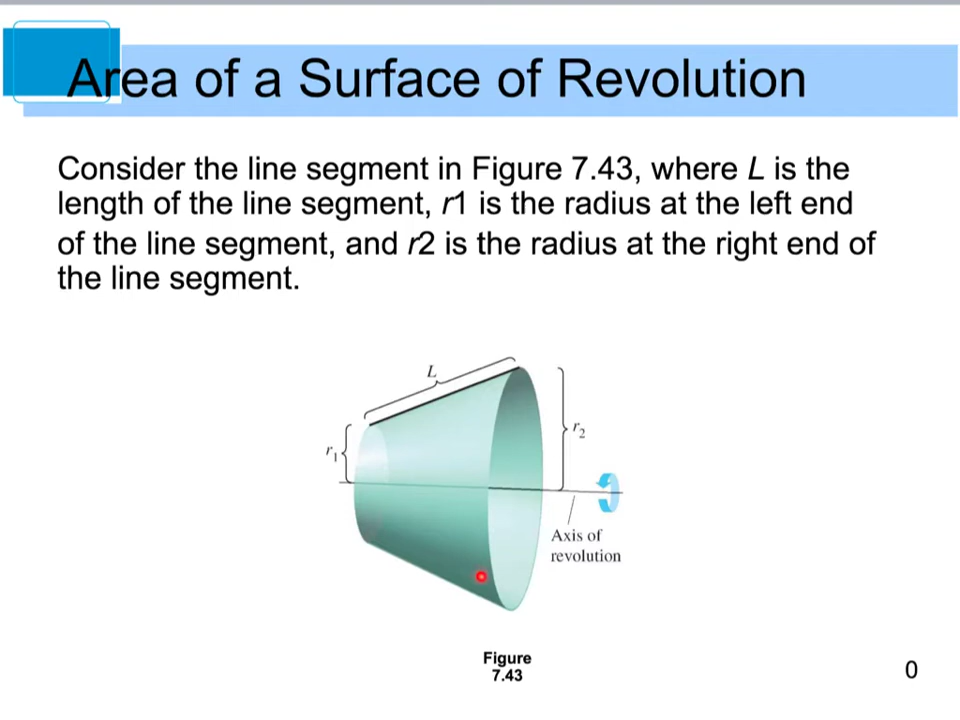 Area of a Surface of Revolution
Consider the line segment in Figure 7.43, where L is the
length of the line segment, r1 is the radius at the left end
of the line segment, and r2 is the radius at the right end of
the line segment.
L
r₁
r₂
Axis of
revolution
Figure
7.43
0